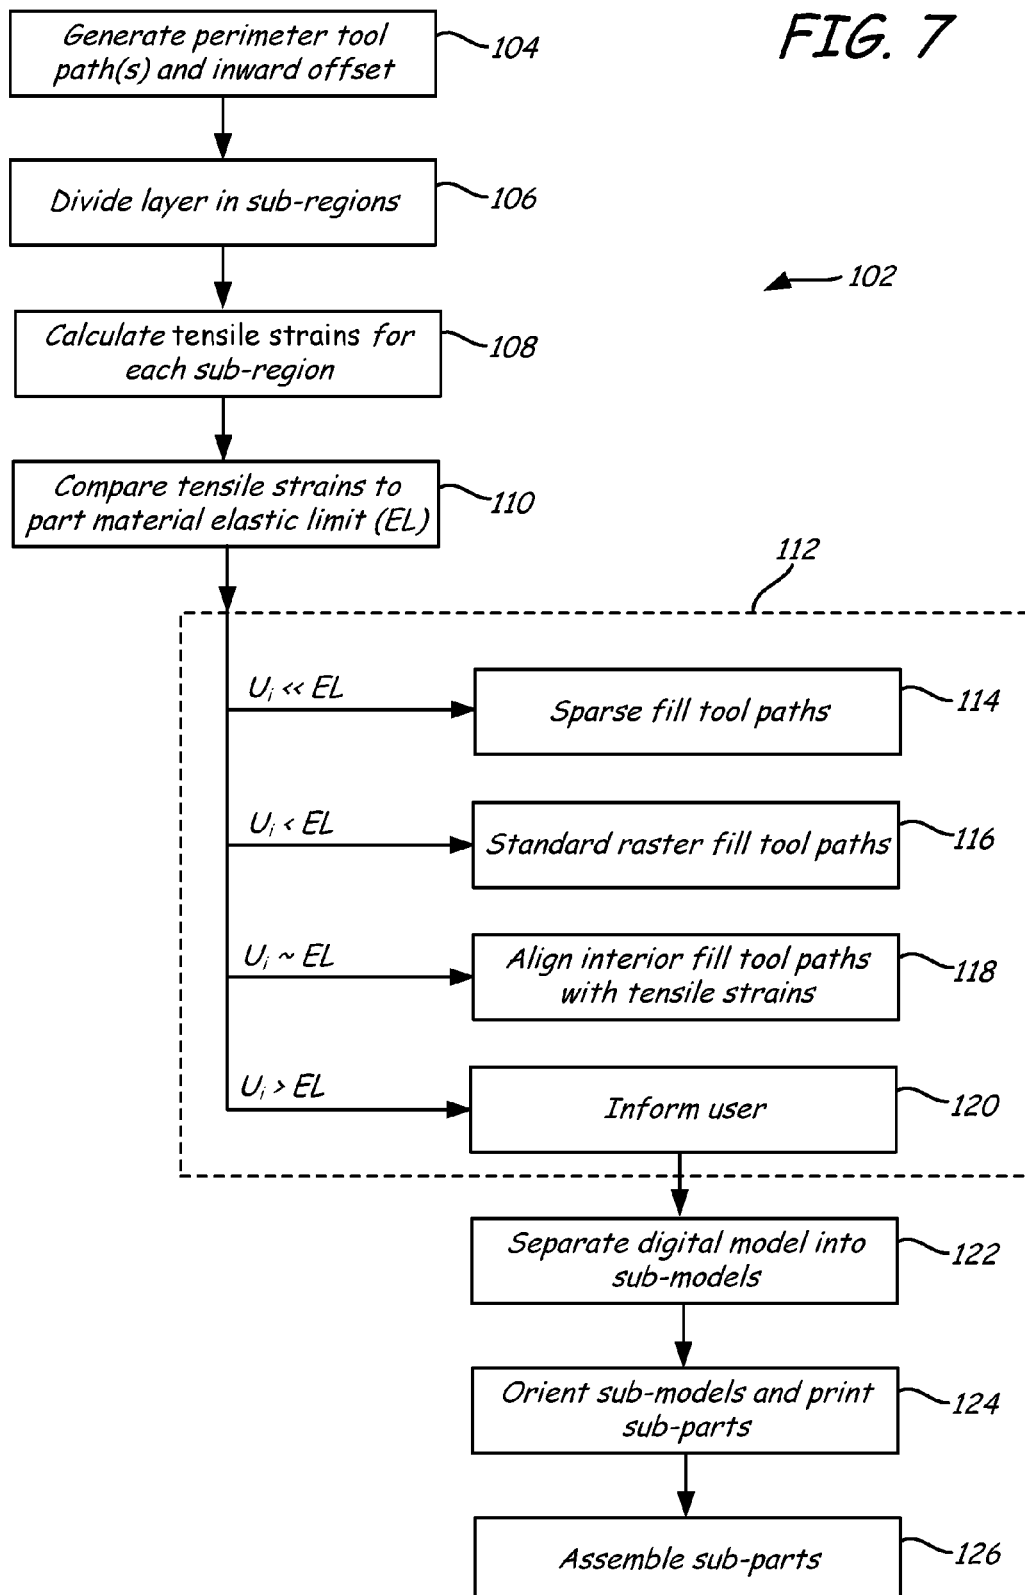 FIG. 7
Generate perimeter tool
path(s) and inward offset
104
Divide layer in sub-regions
106
102
Calculate tensile strains for
each sub-region
108
Compare tensile strains to
part material elastic limit (EL)
110
112
Uᵢ << EL
Sparse fill tool paths
114
Uᵢ < EL
Standard raster fill tool paths
116
Uᵢ ~ EL
Align interior fill tool paths
with tensile strains
118
Uᵢ > EL
Inform user
120
Separate digital model into
sub-models
122
Orient sub-models and print
sub-parts
124
Assemble sub-parts
126